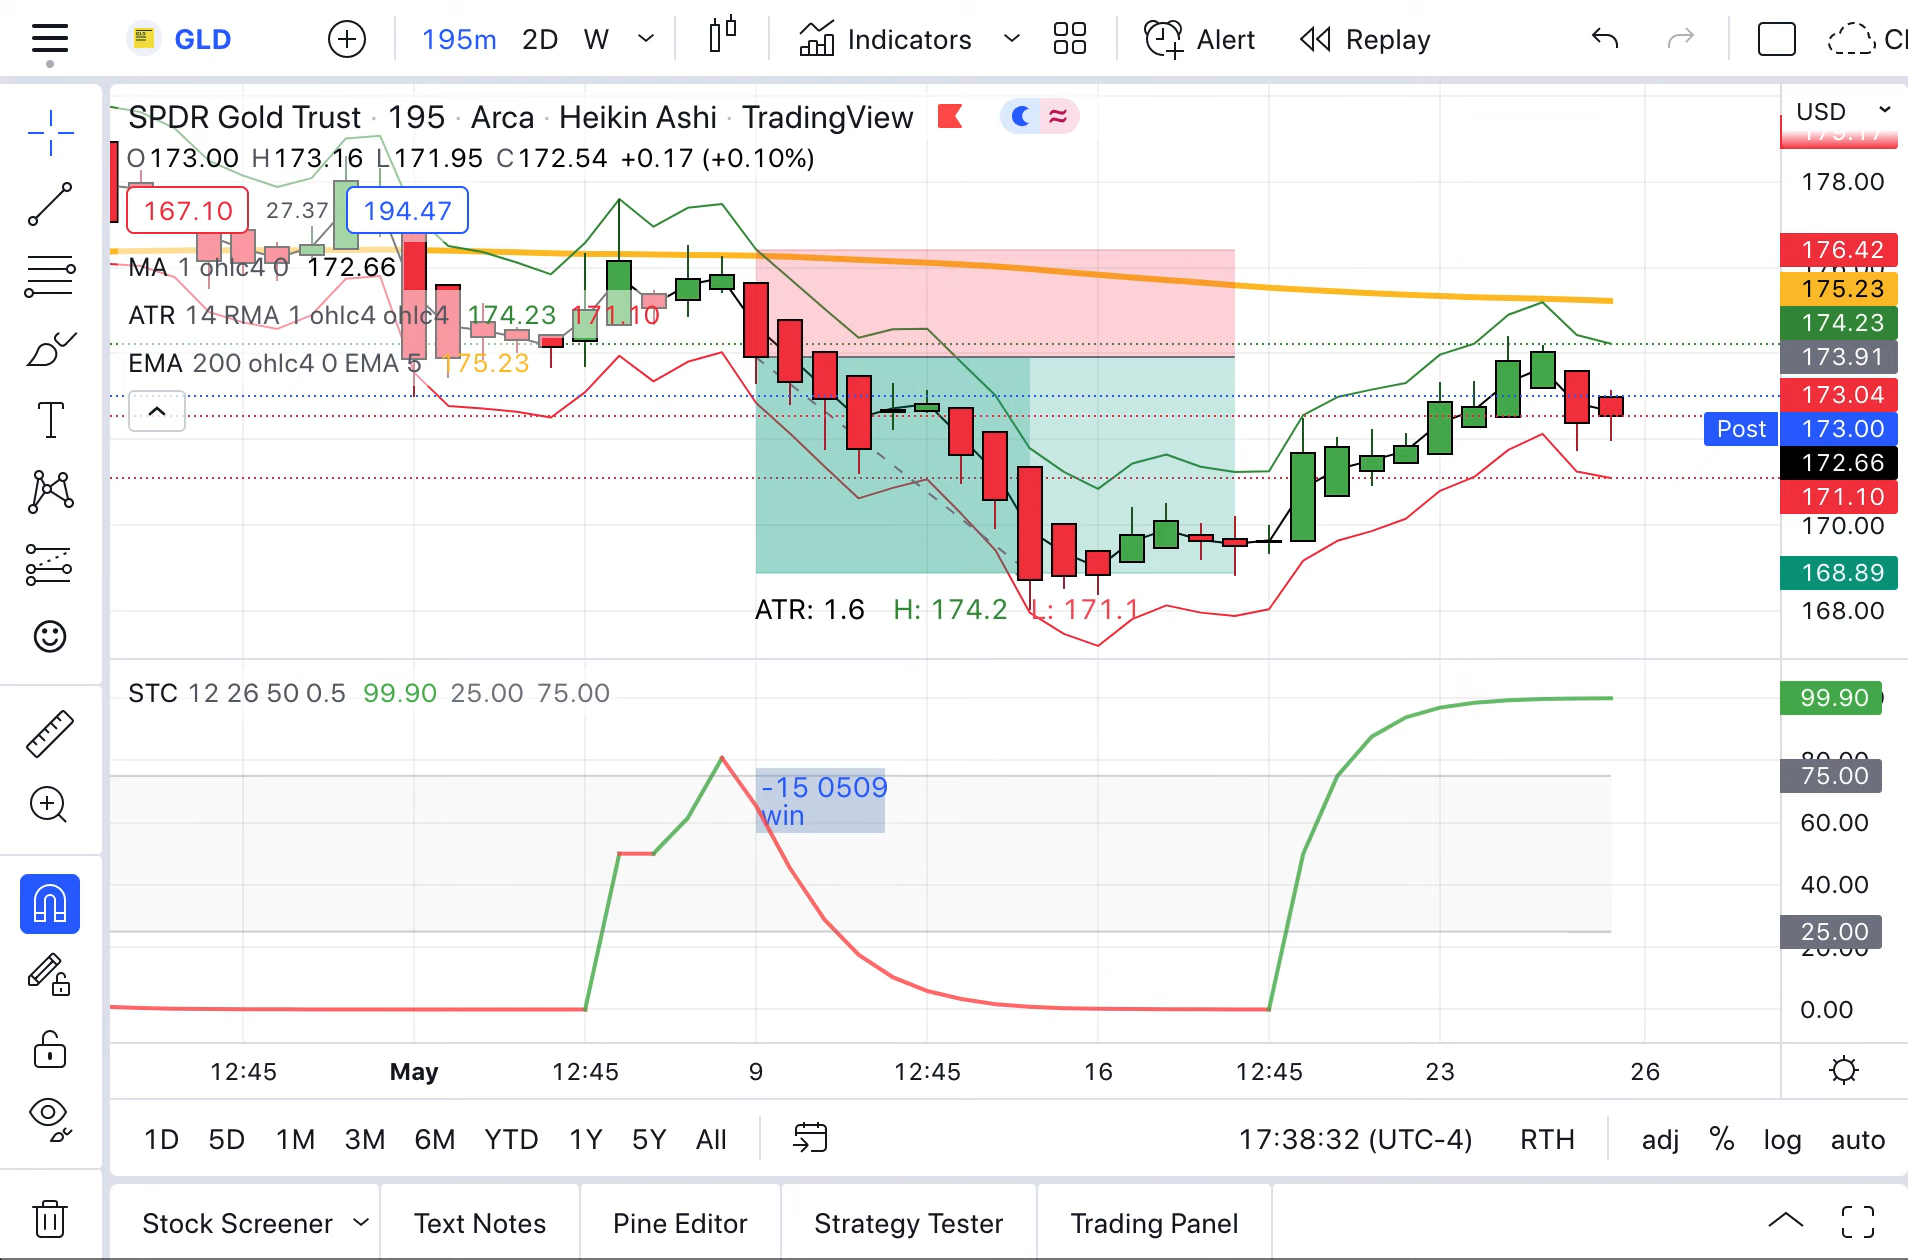 GLD 195m 2D W Indicators Alert Replay
SPDR Gold Trust · 195 · Arca · Heikin Ashi · TradingView
O173.00 H173.16 L171.95 C172.54 +0.17 (+0.10%)
167.10 27.37 194.47
MA 1 ohlc4 0 172.66
ATR 14 RMA 1 ohlc4 ohlc4 174.23 171.10
EMA 200 ohlc4 0 EMA 5 175.23
USD
178.00
176.42
175.23
174.23
173.91
173.04
Post 173.00
172.66
171.10
170.00
168.89
168.00
ATR: 1.6 H: 174.2 L: 171.1
STC 12 26 50 0.5 99.90 25.00 75.00
99.90
80.00
75.00
60.00
40.00
25.00
20.00
0.00
-15 0509
win
12:45 May 12:45 9 12:45 16 12:45 23 26
1D 5D 1M 3M 6M YTD 1Y 5Y All 17:38:32 (UTC-4) RTH adj % log auto
Stock Screener Text Notes Pine Editor Strategy Tester Trading Panel